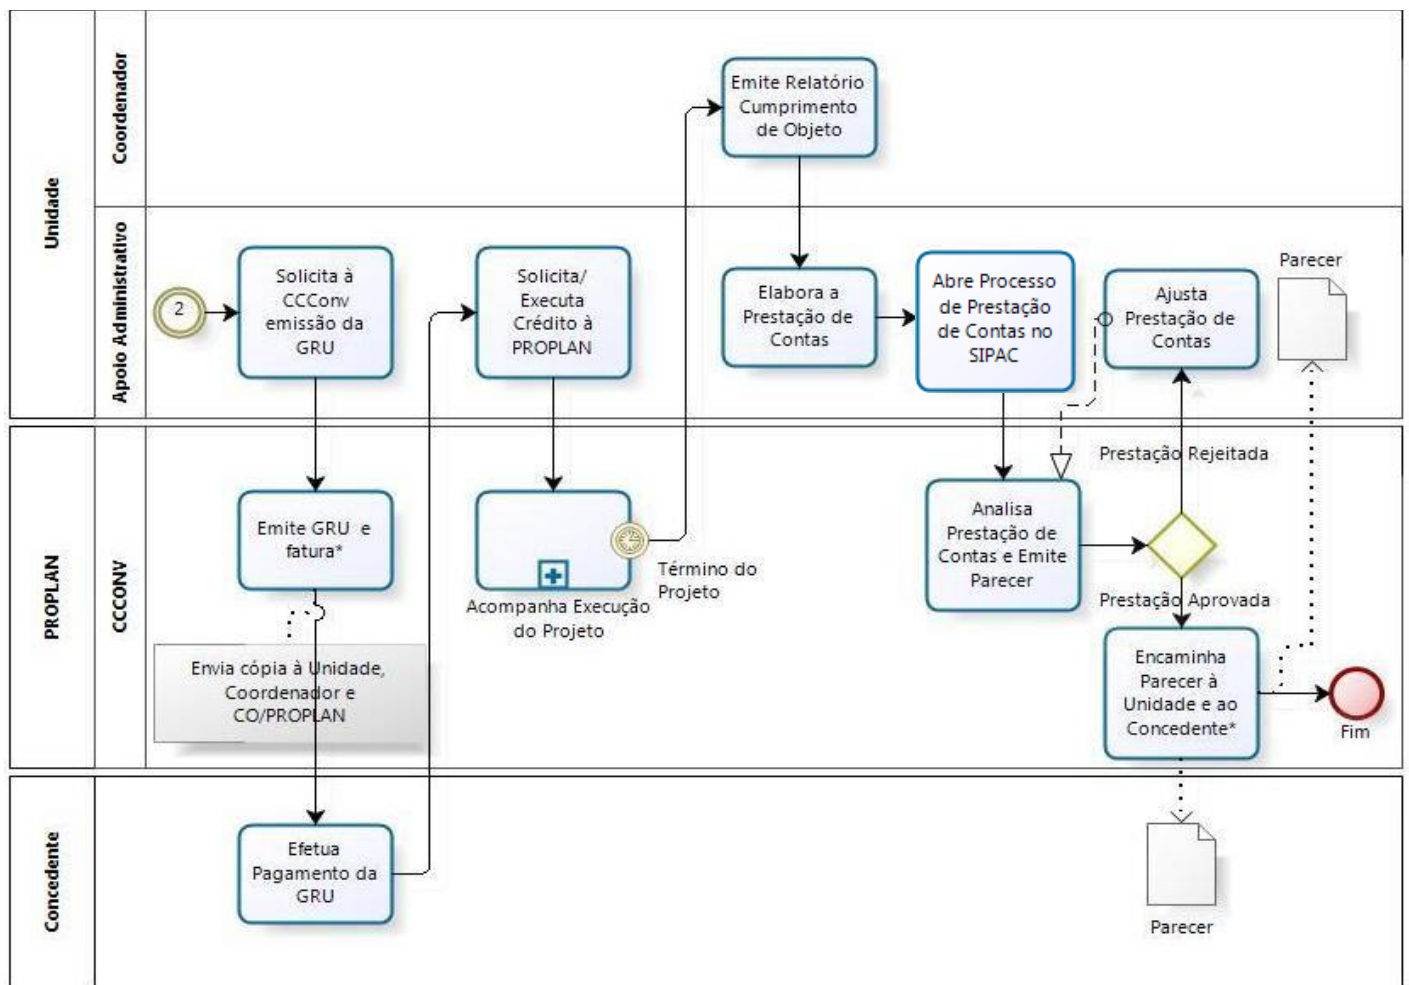 Unidade
Coordenador
Emite Relatório
Cumprimento
de Objeto
Apoio Administrativo
2
Solicita à
CCConv
emissão da
GRU
Solicita/
Executa
Crédito à
PROPLAN
Elabora a
Prestação de
Contas
Abre Processo
de Prestação
de Contas no
SIPAC
Ajusta
Prestação de
Contas
Parecer
PROPLAN
CCCONV
Emite GRU e
fatura*
Envia cópia à Unidade,
Coordenador e
CO/PROPLAN
Acompanha Execução
do Projeto
Término do
Projeto
Analisa
Prestação de
Contas e Emite
Parecer
Prestação Rejeitada
Prestação Aprovada
Encaminha
Parecer à
Unidade e ao
Concedente*
Fim
Concedente
Efetua
Pagamento da
GRU
Parecer